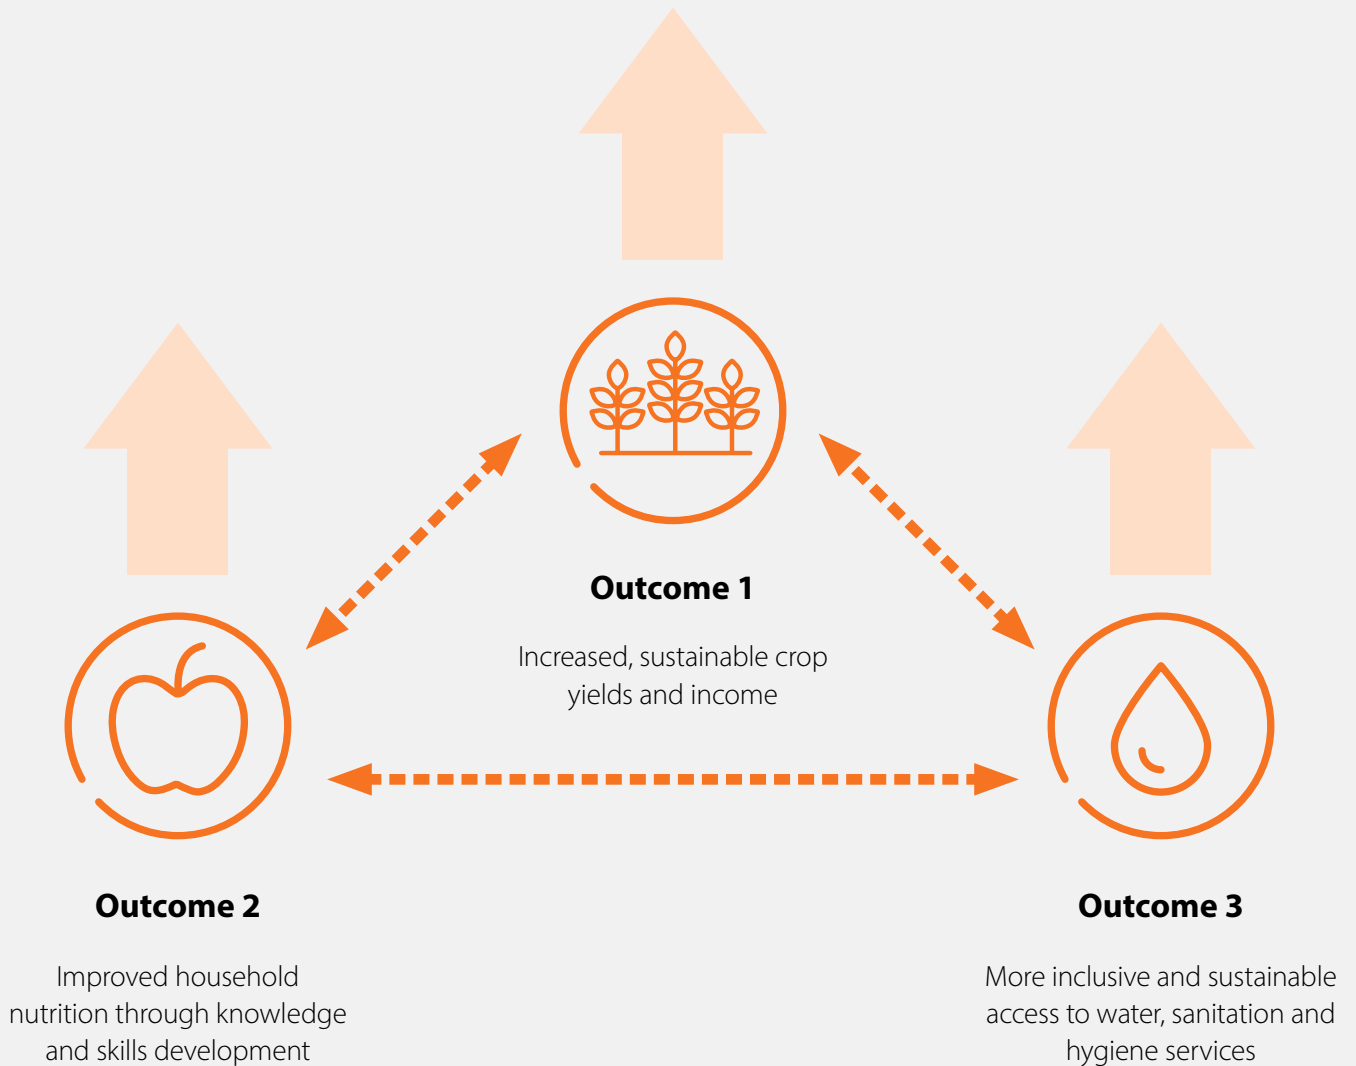 Outcome 1
Increased, sustainable crop
yields and income
Outcome 2
Improved household
nutrition through knowledge
and skills development
Outcome 3
More inclusive and sustainable
access to water, sanitation and
hygiene services